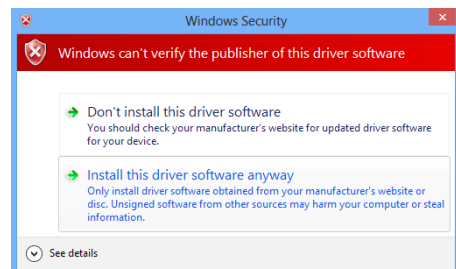 Windows Security
Windows can't verify the publisher of this driver software
Don't install this driver software
You should check your manufacturer's website for updated driver software
for your device.
Install this driver software anyway
Only install driver software obtained from your manufacturer's website or
disc. Unsigned software from other sources may harm your computer or steal
information.
See details